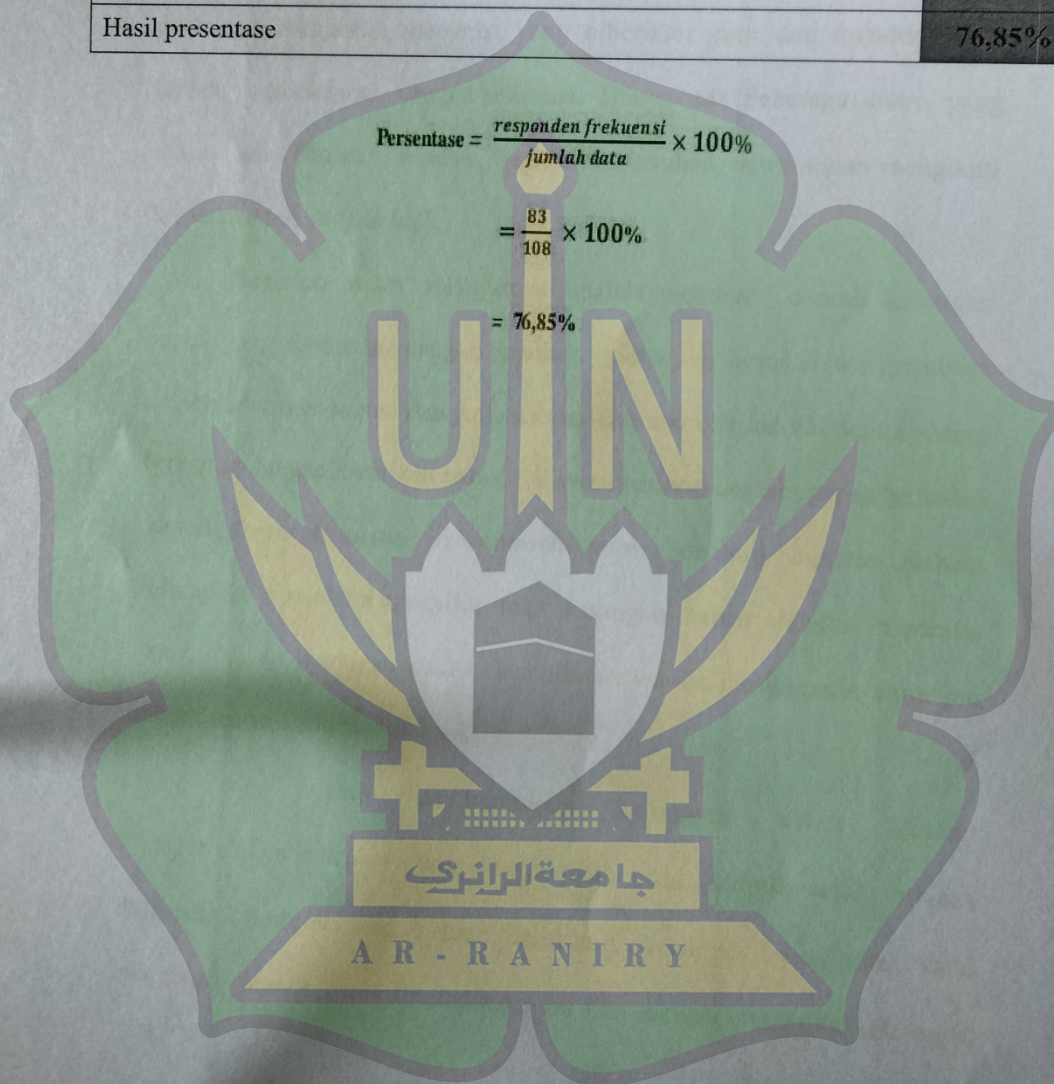 Hasil presentase 76,85%
Persentase = responden frekuensi / jumlah data × 100%
= 83 / 108 × 100%
= 76,85%
UIN
جامعة الرانري
AR-RANIRY